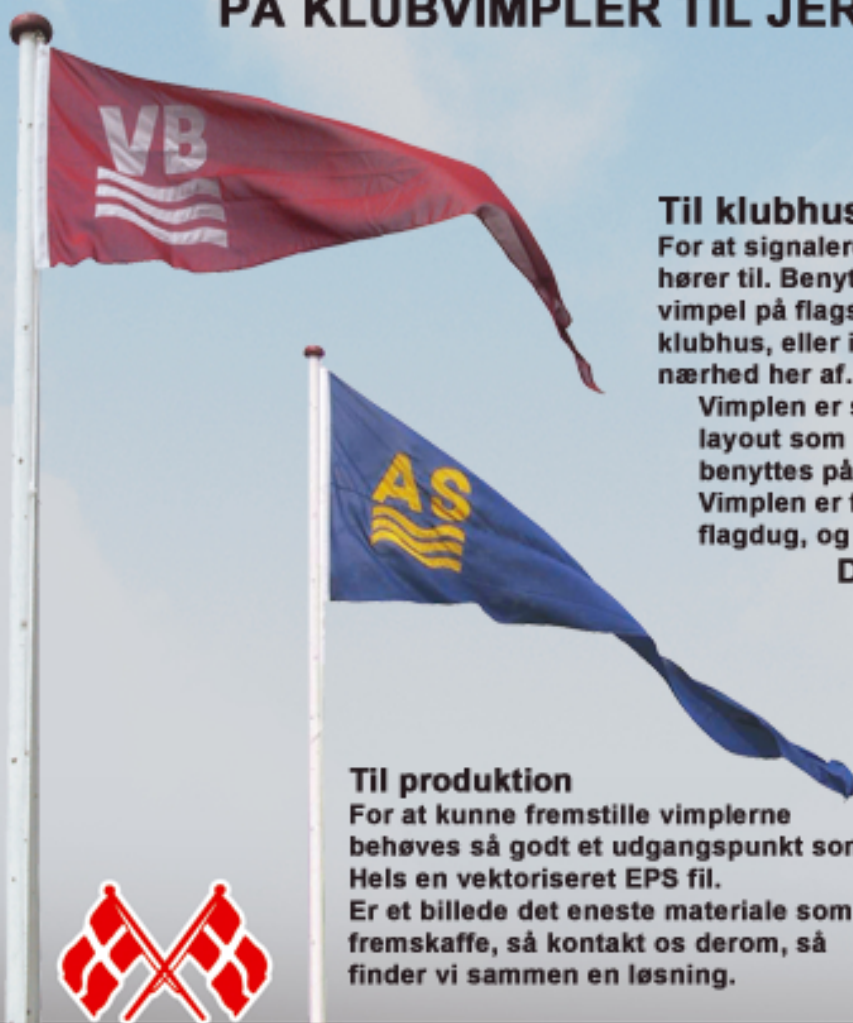 PÅ KLUBVIMPLER TIL JER
VB
Til klubhus
For at signaler
hører til. Benyt
vimpel på flags
klubhus, eller i
nærhed her af.
Vimplen er s
layout som
benyttes på
Vimplen er f
flagdug, og
D
AS
Til produktion
For at kunne fremstille vimplerne
behøves så godt et udgangspunkt som
Hels en vektoriseret EPS fil.
Er et billede det eneste materiale som
fremskaffe, så kontakt os derom, så
finder vi sammen en løsning.